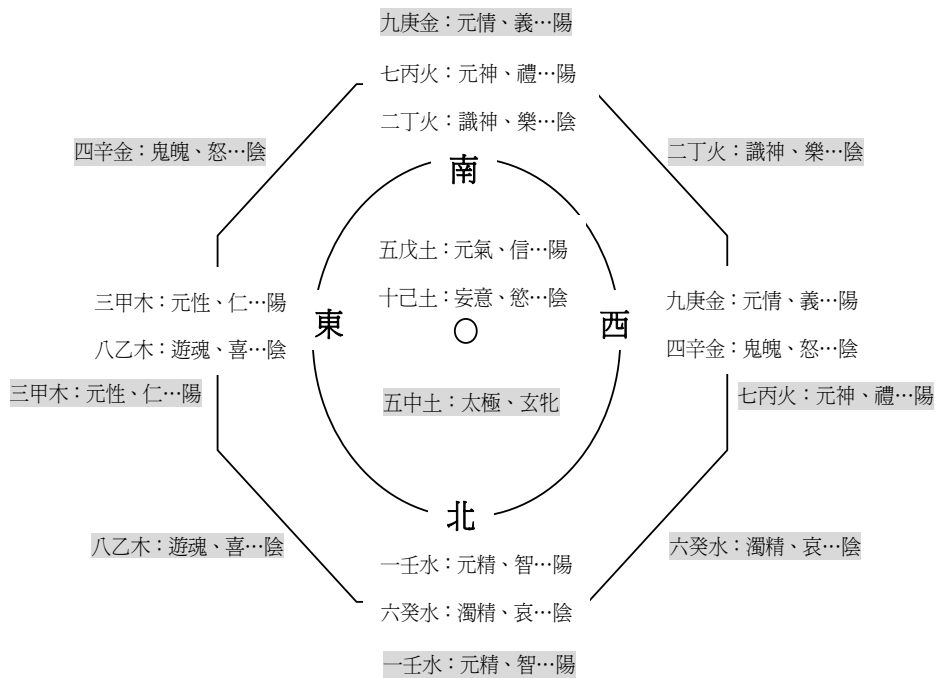 九庚金：元情、義…陽
七丙火：元神、禮…陽
二丁火：識神、樂…陰
四辛金：鬼魄、怒…陰
二丁火：識神、樂…陰
南
五戊土：元氣、信…陽
十己土：妄意、慾…陰
三甲木：元性、仁…陽
八乙木：遊魂、喜…陰
東
西
九庚金：元情、義…陽
四辛金：鬼魄、怒…陰
三甲木：元性、仁…陽
五中土：太極、玄牝
七丙火：元神、禮…陽
北
八乙木：遊魂、喜…陰
六癸水：濁精、哀…陰
一壬水：元精、智…陽
六癸水：濁精、哀…陰
一壬水：元精、智…陽